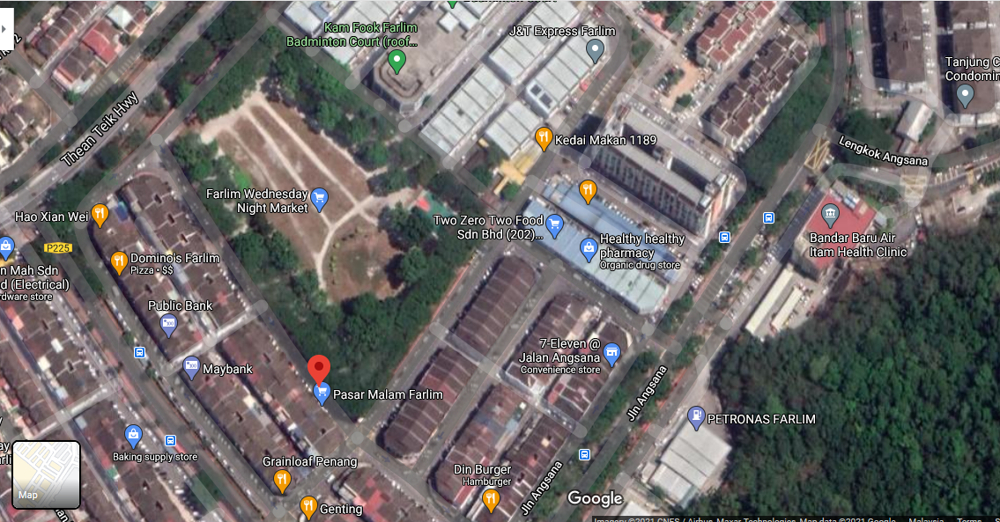 Kam Fook Farlim
Badminton Court (roof...
J&T Express Farlim
Tanjung C
Condomin
Thean Teik Hwy
Kedai Makan 1189
Lengkok Angsana
Farlim Wednesday
Night Market
Hao Xian Wei
Two Zero Two Food
Sdn Bhd (202)...
Healthy healthy
pharmacy
Organic drug store
Bandar Baru Air
Itam Health Clinic
P225
Domino's Farlim
Pizza • $$
n Mah Sdn
d (Electrical)
rdware store
Public Bank
100
Maybank
100
7-Eleven @
Jalan Angsana
Convenience store
Pasar Malam Farlim
Jln Angsana
PETRONAS FARLIM
Baking supply store
Grainloaf Penang
Din Burger
Hamburger
Jln Angsana
Map
Genting
Google
Imagery ©2021 CNES / Airbus, Maxar Technologies, Map data ©2021 Google
Malaysia
Terms